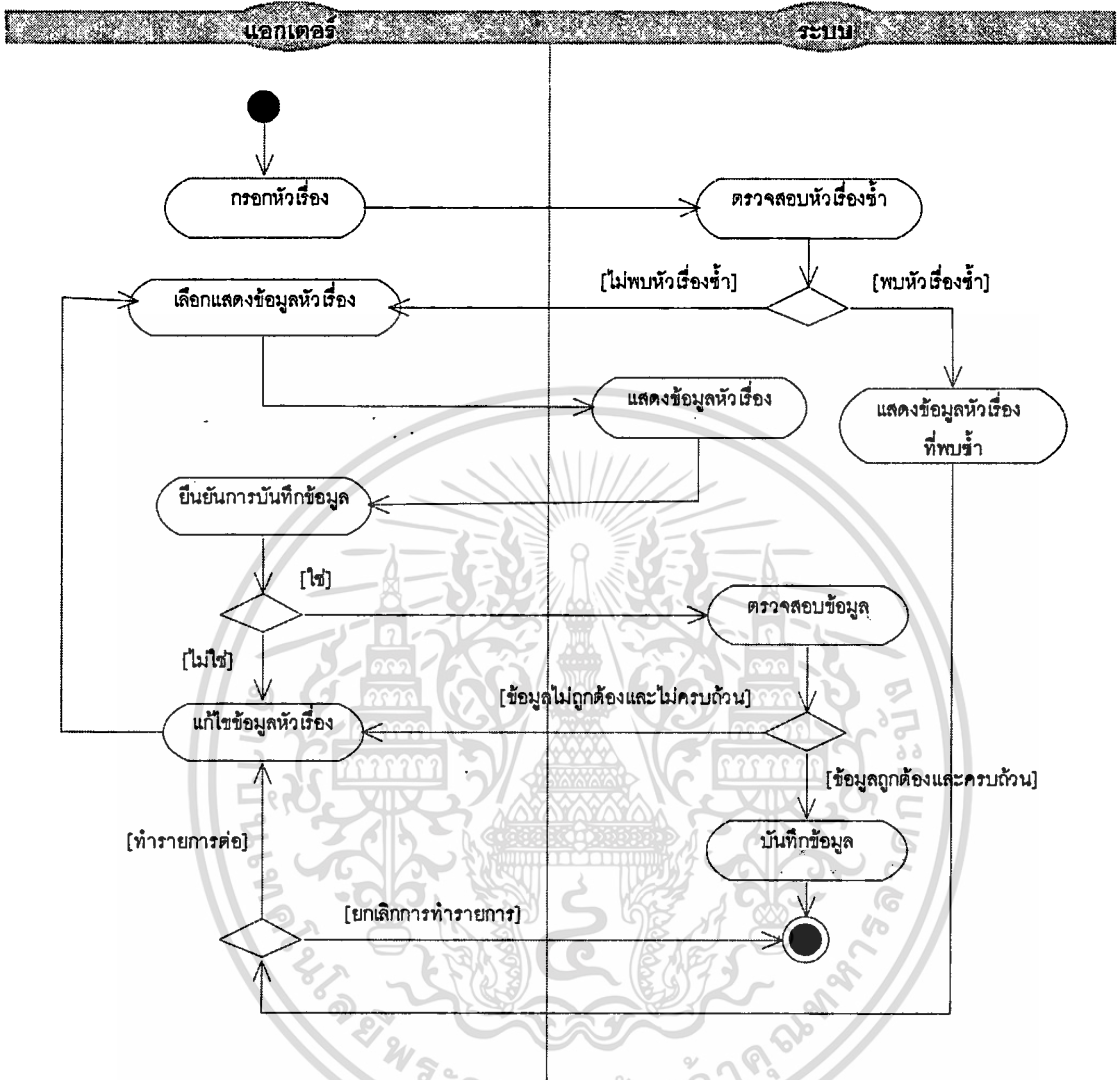 แอกเตอร์
ระบบ
กรอกหัวเรื่อง
ตรวจสอบหัวเรื่องซ้ำ
[ไม่พบหัวเรื่องซ้ำ]
[พบหัวเรื่องซ้ำ]
เลือกแสดงข้อมูลหัวเรื่อง
แสดงข้อมูลหัวเรื่อง
แสดงข้อมูลหัวเรื่อง
ที่พบซ้ำ
ยืนยันการบันทึกข้อมูล
[ใช่]
ตรวจสอบข้อมูล
[ไม่ใช่]
[ข้อมูลไม่ถูกต้องและไม่ครบถ้วน]
แก้ไขข้อมูลหัวเรื่อง
[ข้อมูลถูกต้องและครบถ้วน]
[ทำรายการต่อ]
บันทึกข้อมูล
[ยกเลิกการทำรายการ]